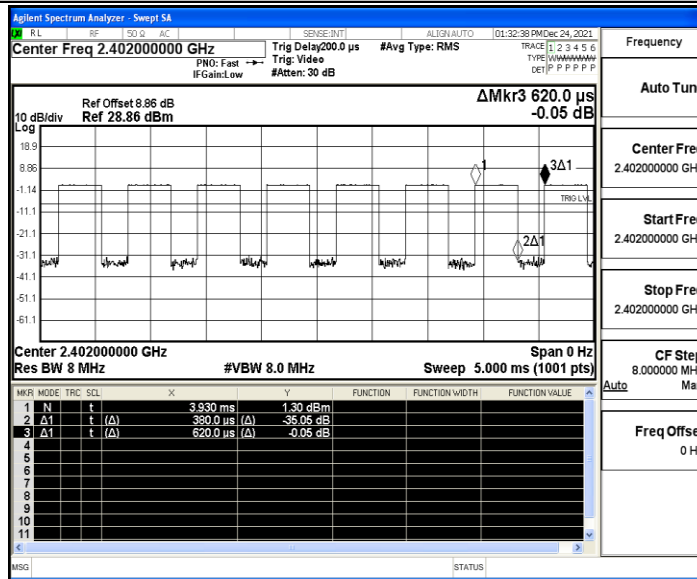 Agilent Spectrum Analyzer - Swept SA
RL RF 50 Ω AC SENSE:INT ALIGN AUTO 01:32:38 PM Dec 24, 2021
Center Freq 2.402000000 GHz
PNO: Fast
IFGain:Low
Trig Delay200.0 µs
Trig: Video
#Atten: 30 dB
#Avg Type: RMS
TRACE 1 2 3 4 5 6
TYPE
DET P P P P P P
Ref Offset 8.86 dB
10 dB/div Ref 28.86 dBm
Log
ΔMkr3 620.0 µs
-0.05 dB
18.9
8.86
-1.14
-11.1
-21.1
-31.1
-41.1
-51.1
-61.1
1
3Δ1
TRIG LVL
2Δ1
Center 2.402000000 GHz Span 0 Hz
Res BW 8 MHz #VBW 8.0 MHz Sweep 5.000 ms (1001 pts)
MKR MODE TRC SCL X Y FUNCTION FUNCTION WIDTH FUNCTION VALUE
1 N t 3.930 ms 1.30 dBm
2 Δ1 t (Δ) 380.0 µs (Δ) -35.05 dB
3 Δ1 t (Δ) 620.0 µs (Δ) -0.05 dB
4
5
6
7
8
9
10
11
MSG STATUS
Frequency
Auto Tun
Center Fre
2.402000000 GH
Start Fre
2.402000000 GH
Stop Fre
2.402000000 GH
CF Step
8.000000 MH
Auto Ma
Freq Offse
0 H